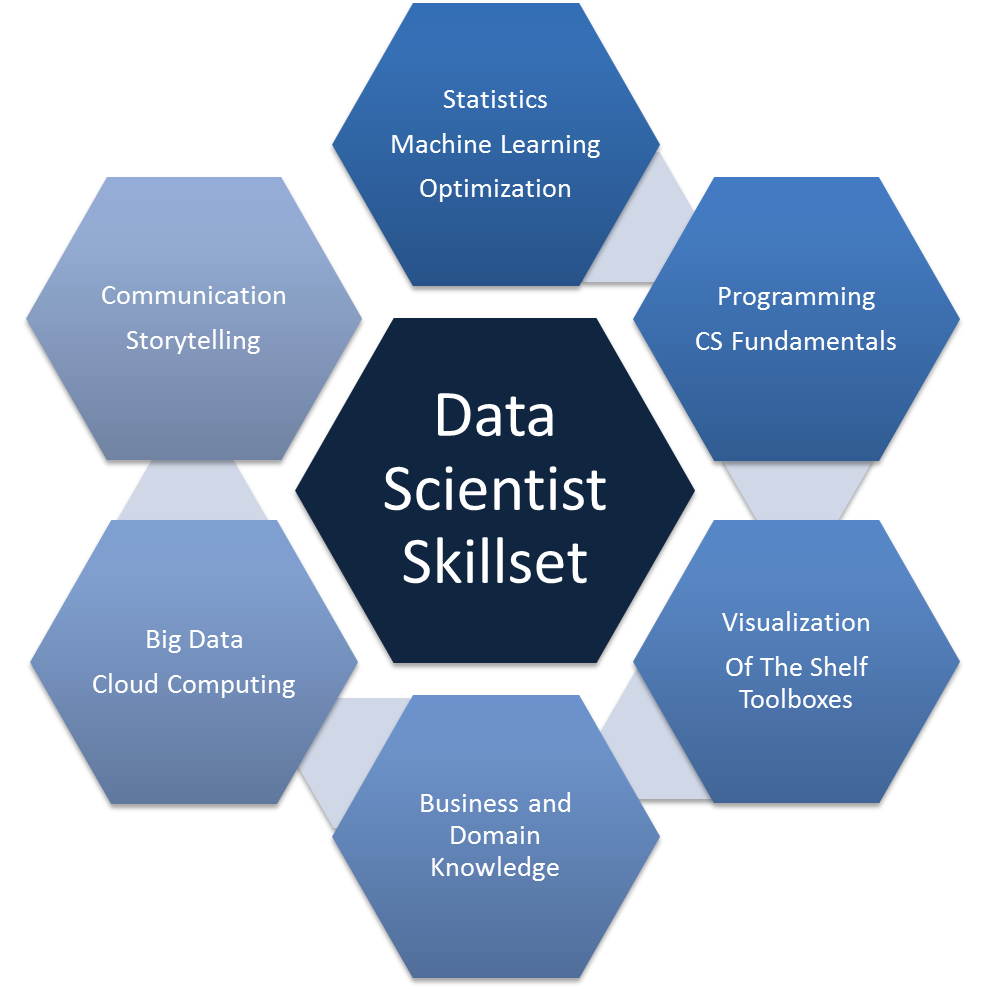 Statistics
Machine Learning
Optimization
Programming
CS Fundamentals
Visualization
Of The Shelf
Toolboxes
Business and
Domain
Knowledge
Big Data
Cloud Computing
Communication
Storytelling
Data
Scientist
Skillset